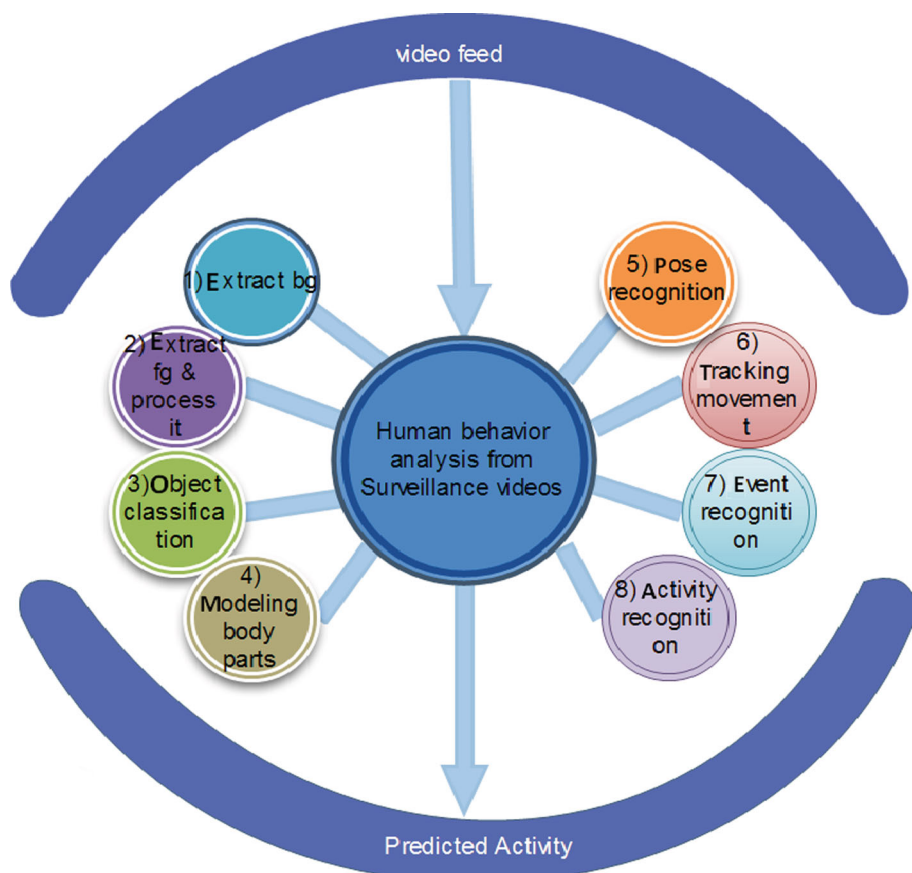 video feed
1) Extract bg
2) Extract
fg &
process
it
3)Object
classifica
tion
4)
Modeling
body
parts
Human behavior
analysis from
Surveillance videos
5) Pose
recognition
6)
Tracking
movemen
t
7) Event
recogniti
on
8) Activity
recogniti
on
Predicted Activity